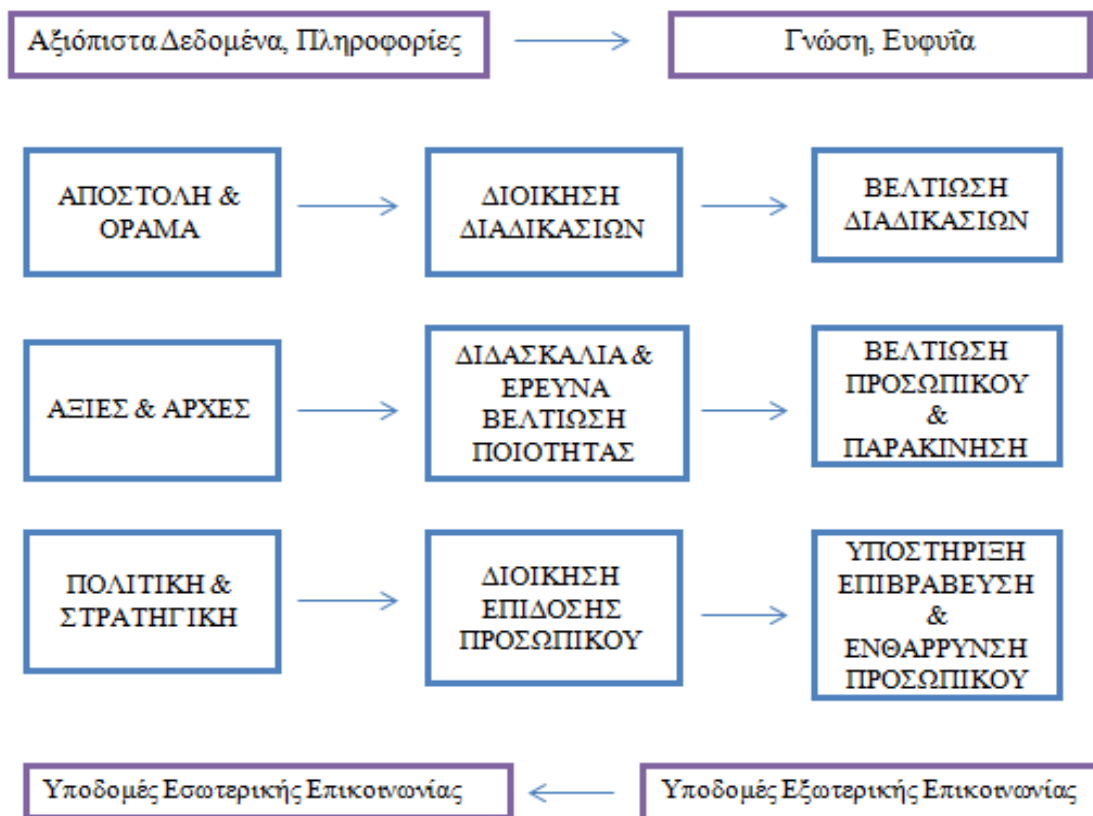 Αξιόπιστα Δεδομένα, Πληροφορίες
Γνώση, Ευφυΐα
ΑΠΟΣΤΟΛΗ &
ΟΡΑΜΑ
ΔΙΟΙΚΗΣΗ
ΔΙΑΔΙΚΑΣΙΩΝ
ΒΕΛΤΙΩΣΗ
ΔΙΑΔΙΚΑΣΙΩΝ
ΑΞΙΕΣ & ΑΡΧΕΣ
ΔΙΔΑΣΚΑΛΙΑ &
ΕΡΕΥΝΑ
ΒΕΛΤΙΩΣΗ
ΠΟΙΟΤΗΤΑΣ
ΒΕΛΤΙΩΣΗ
ΠΡΟΣΩΠΙΚΟΥ
&
ΠΑΡΑΚΙΝΗΣΗ
ΠΟΛΙΤΙΚΗ &
ΣΤΡΑΤΗΓΙΚΗ
ΔΙΟΙΚΗΣΗ
ΕΠΙΔΟΣΗΣ
ΠΡΟΣΩΠΙΚΟΥ
ΥΠΟΣΤΗΡΙΞΗ
ΕΠΙΒΡΑΒΕΥΣΗ
&
ΕΝΘΑΡΡΥΝΣΗ
ΠΡΟΣΩΠΙΚΟΥ
Υποδομές Εσωτερικής Επικοινωνίας
Υποδομές Εξωτερικής Επικοινωνίας